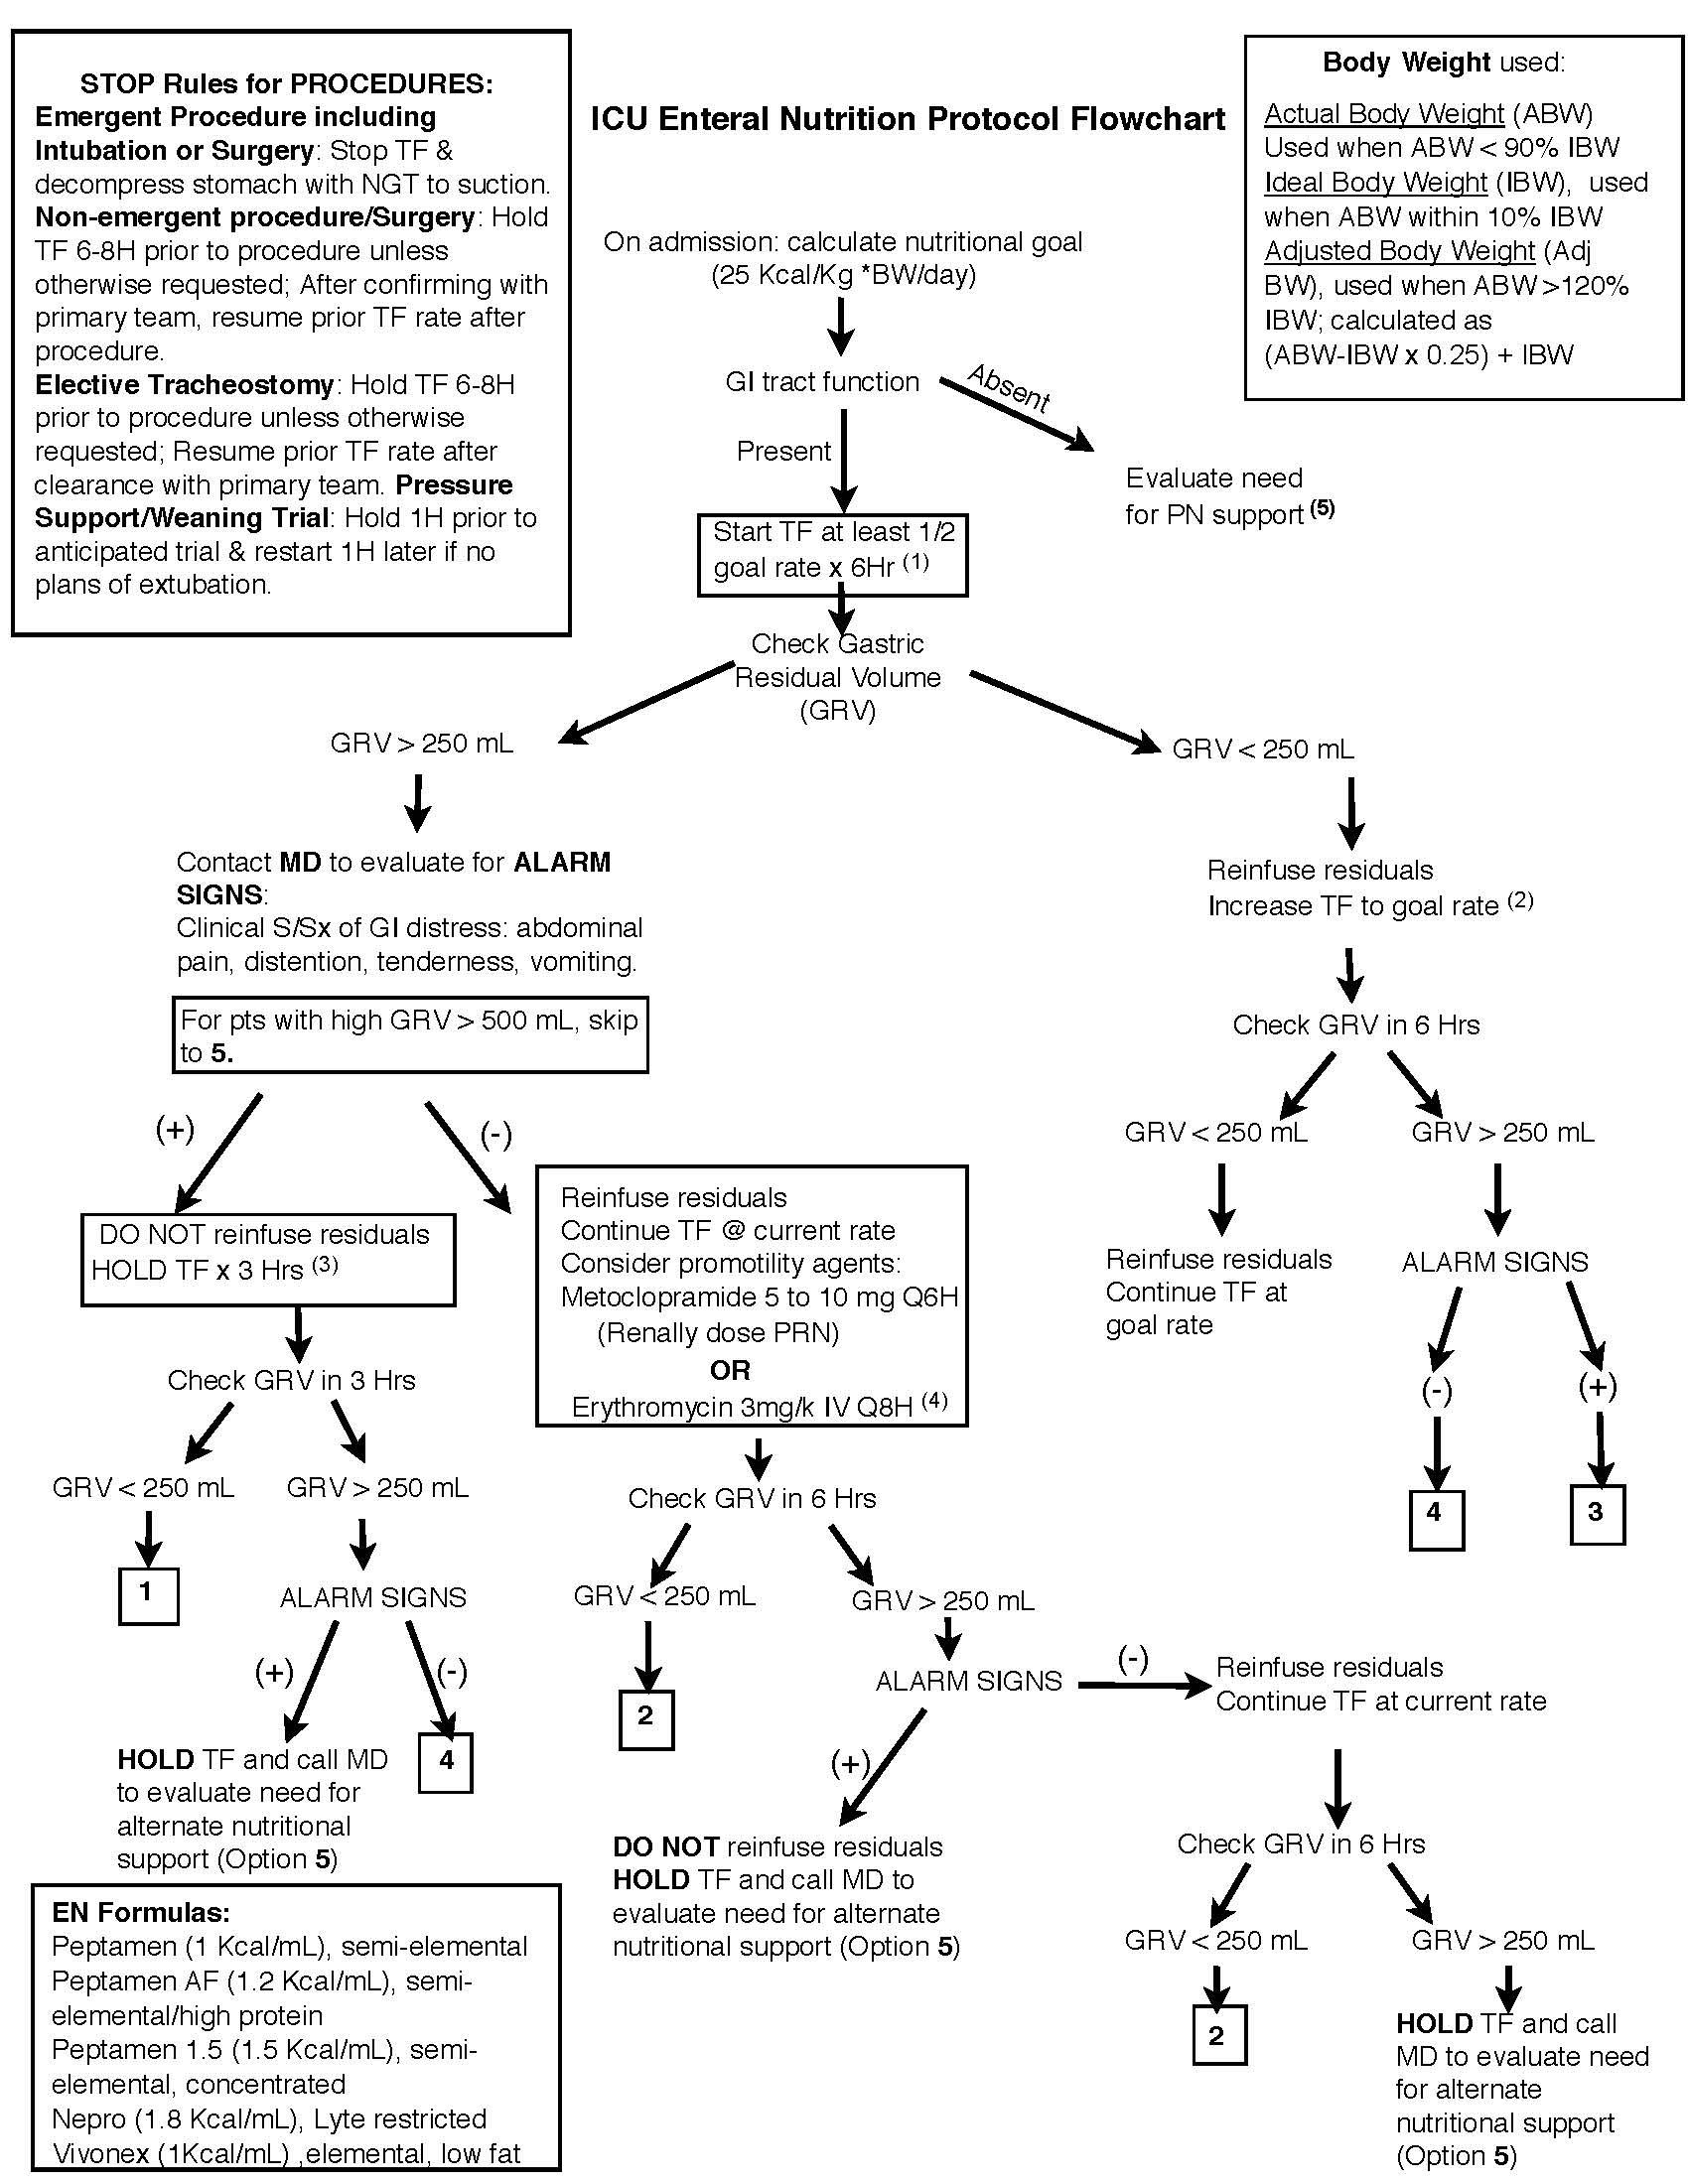 STOP Rules for PROCEDURES:
Emergent Procedure including
Intubation or Surgery: Stop TF &
decompress stomach with NGT to suction.
Non-emergent procedure/Surgery: Hold
TF 6-8H prior to procedure unless
otherwise requested; After confirming with
primary team, resume prior TF rate after
procedure.
Elective Tracheostomy: Hold TF 6-8H
prior to procedure unless otherwise
requested; Resume prior TF rate after
clearance with primary team. Pressure
Support/Weaning Trial: Hold 1H prior to
anticipated trial & restart 1H later if no
plans of extubation.
ICU Enteral Nutrition Protocol Flowchart
Body Weight used:
Actual Body Weight (ABW)
Used when ABW < 90% IBW
Ideal Body Weight (IBW), used
when ABW within 10% IBW
Adjusted Body Weight (Adj
BW), used when ABW >120%
IBW; calculated as
(ABW-IBW x 0.25) + IBW
On admission: calculate nutritional goal
(25 Kcal/Kg *BW/day)
GI tract function
Absent
Present
Evaluate need
for PN support (5)
Start TF at least 1/2
goal rate x 6Hr (1)
Check Gastric
Residual Volume
(GRV)
GRV > 250 mL
GRV < 250 mL
Contact MD to evaluate for ALARM
SIGNS:
Clinical S/Sx of GI distress: abdominal
pain, distention, tenderness, vomiting.
For pts with high GRV > 500 mL, skip
to 5.
Reinfuse residuals
Increase TF to goal rate (2)
Check GRV in 6 Hrs
GRV < 250 mL
GRV > 250 mL
Reinfuse residuals
Continue TF at
goal rate
ALARM SIGNS
(-)
(+)
4
3
(+)
(-)
DO NOT reinfuse residuals
HOLD TF x 3 Hrs (3)
Check GRV in 3 Hrs
GRV < 250 mL
GRV > 250 mL
1
ALARM SIGNS
(+)
(-)
HOLD TF and call MD
to evaluate need for
alternate nutritional
support (Option 5)
4
Reinfuse residuals
Continue TF @ current rate
Consider promotility agents:
Metoclopramide 5 to 10 mg Q6H
(Renally dose PRN)
OR
Erythromycin 3mg/k IV Q8H (4)
Check GRV in 6 Hrs
GRV < 250 mL
GRV > 250 mL
2
ALARM SIGNS
(-)
(+)
DO NOT reinfuse residuals
HOLD TF and call MD to
evaluate need for alternate
nutritional support (Option 5)
Reinfuse residuals
Continue TF at current rate
Check GRV in 6 Hrs
GRV < 250 mL
GRV > 250 mL
2
HOLD TF and call
MD to evaluate need
for alternate
nutritional support
(Option 5)
EN Formulas:
Peptamen (1 Kcal/mL), semi-elemental
Peptamen AF (1.2 Kcal/mL), semi-
elemental/high protein
Peptamen 1.5 (1.5 Kcal/mL), semi-
elemental, concentrated
Nepro (1.8 Kcal/mL), Lyte restricted
Vivonex (1Kcal/mL) ,elemental, low fat